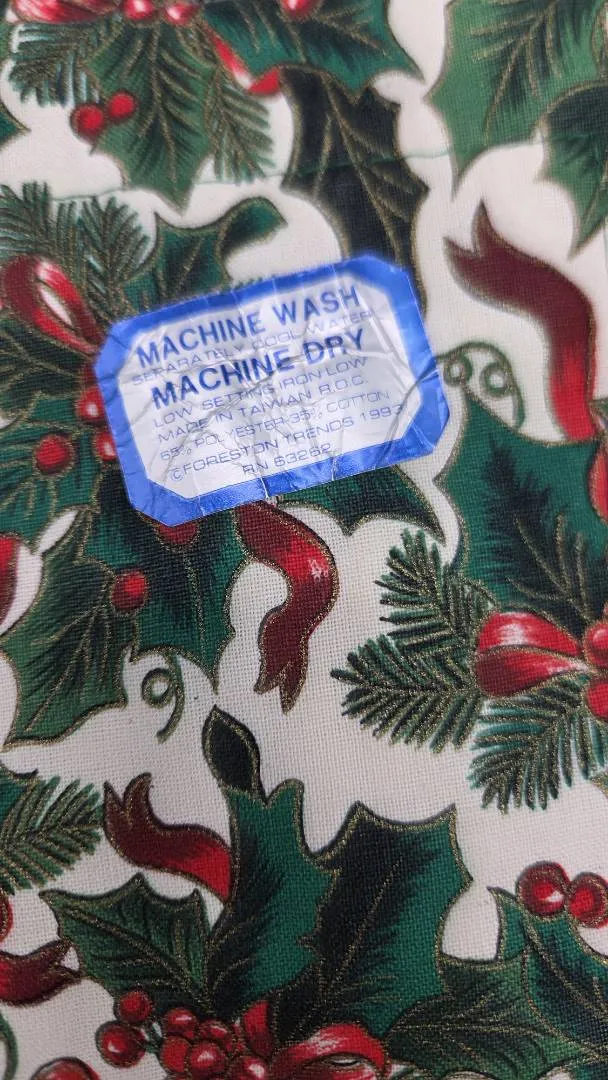 MACHINE WASH
SEPARATELY COOL WATER
MACHINE DRY
LOW SETTING IRON LOW
MADE IN TAIWAN R.O.C.
65% POLYESTER 35% COTTON
©FORESTON TRENDS 1993
RN 63262